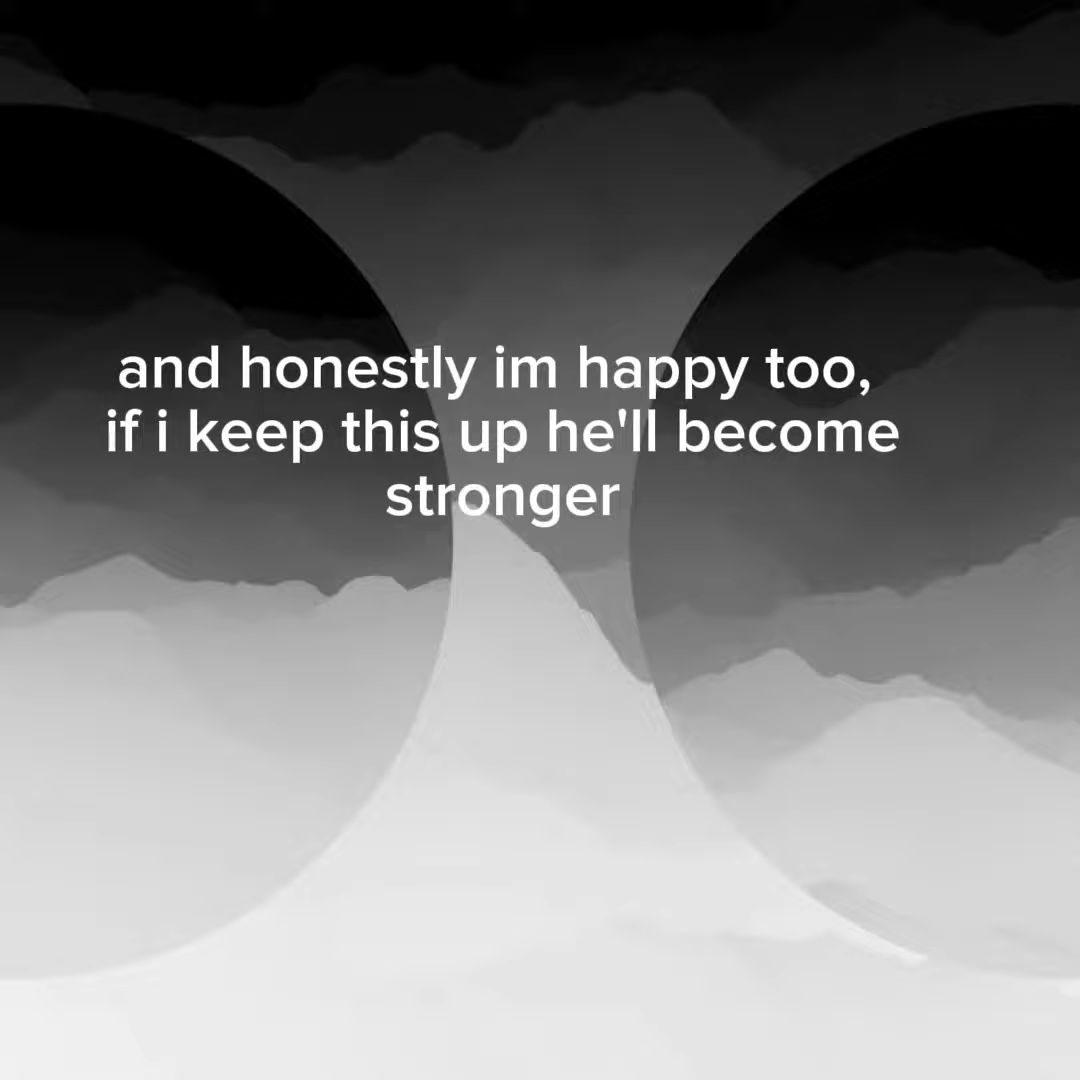 and honestly im happy too,
if i keep this up he'll become
stronger